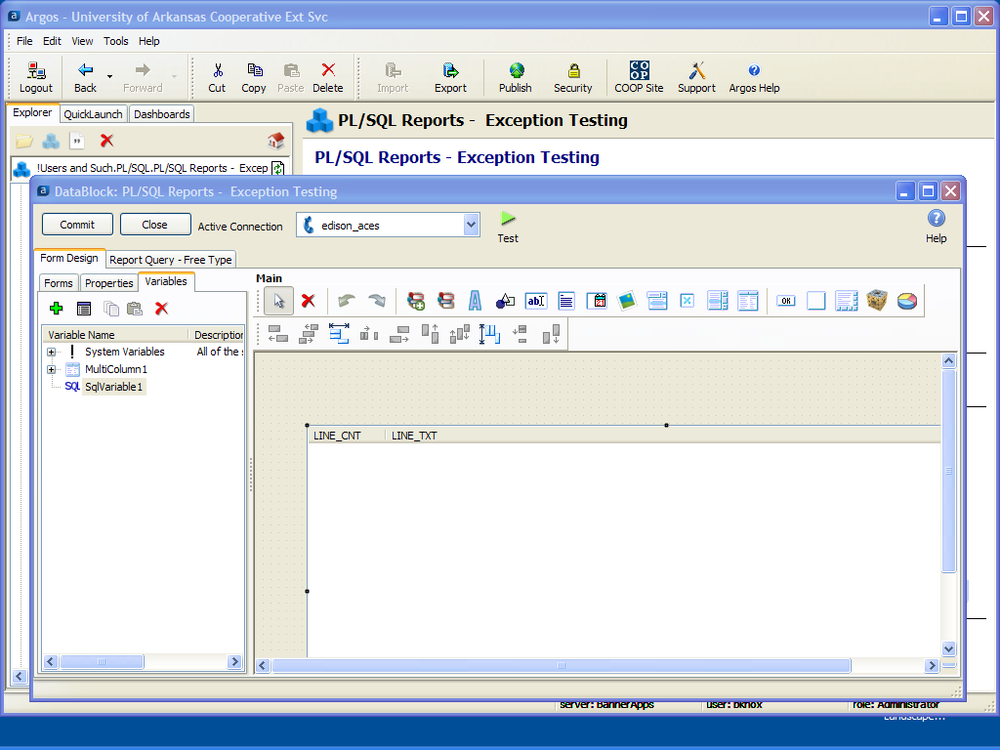 Argos - University of Arkansas Cooperative Ext Svc
File Edit View Tools Help
Logout Back Forward Cut Copy Paste Delete Import Export Publish Security COOP Site Support Argos Help
CO
OP
Explorer QuickLaunch Dashboards
PL/SQL Reports - Exception Testing
PL/SQL Reports - Exception Testing
!Users and Such.PL/SQL.PL/SQL Reports - Excep
DataBlock: PL/SQL Reports - Exception Testing
Commit Close Active Connection edison_aces Test Help
Form Design Report Query - Free Type
Forms Properties Variables
Main
Variable Name Description
System Variables All of the s
MultiColumn1
SQL SqlVariable1
LINE_CNT LINE_TXT
server: BannerApps user: bknox role: Administrator
Landscape...